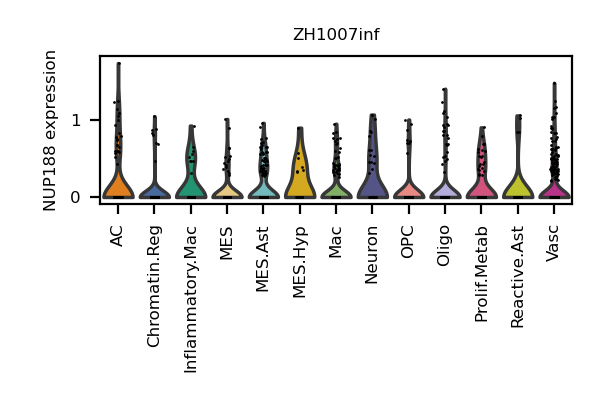 ZH1007inf
NUP188 expression
1
0
AC
Chromatin.Reg
Inflammatory.Mac
MES
MES.Ast
MES.Hyp
Mac
Neuron
OPC
Oligo
Prolif.Metab
Reactive.Ast
Vasc